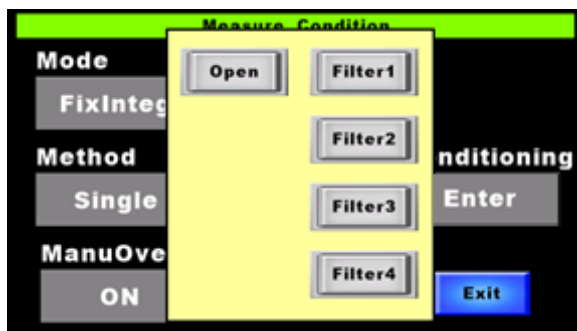 Measure Condition
Mode
Open
Filter1
FixInteg
Filter2
Method
nditioning
Single
Filter3
Enter
ManuOve
Filter4
ON
Exit